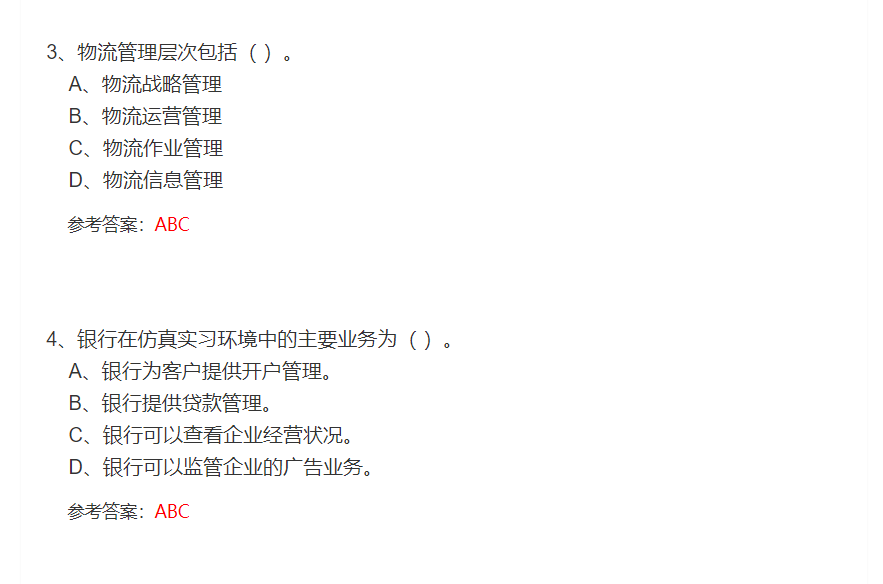 3、物流管理层次包括（ ）。
A、物流战略管理
B、物流运营管理
C、物流作业管理
D、物流信息管理
参考答案：ABC
4、银行在仿真实习环境中的主要业务为（ ）。
A、银行为客户提供开户管理。
B、银行提供贷款管理。
C、银行可以查看企业经营状况。
D、银行可以监管企业的广告业务。
参考答案：ABC